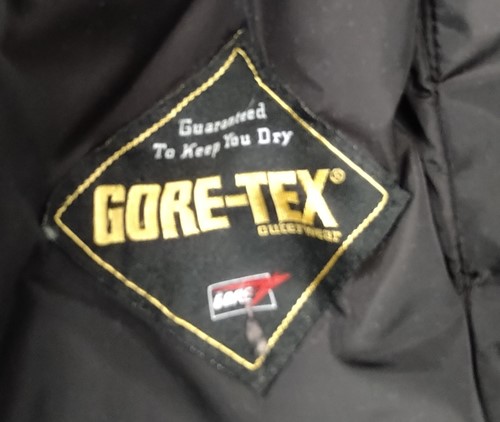 Guaranteed
To Keep You Dry
GORE-TEX®
outerwear
GORE